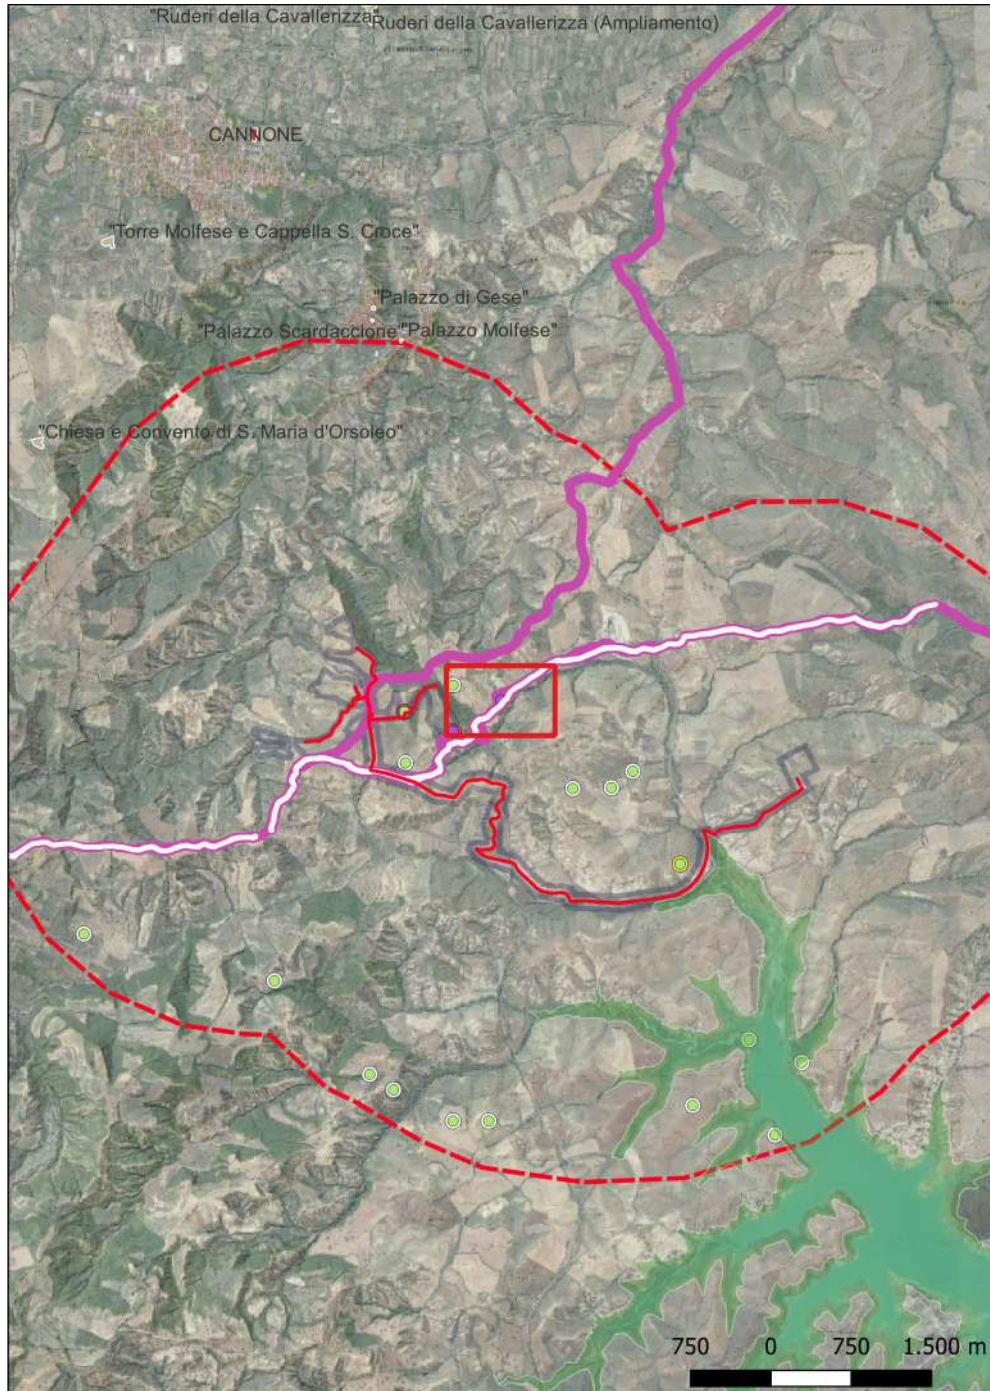 "Ruderi della Cavallerizza"
Ruderi della Cavallerizza (Ampliamento)
CANNONE
"Torre Molfese e Cappella S. Croce"
"Palazzo di Gese"
"Palazzo Scardaccione"
"Palazzo Molfese"
"Chiesa e Convento di S. Maria d'Orsoleo"
750 0 750 1.500 m